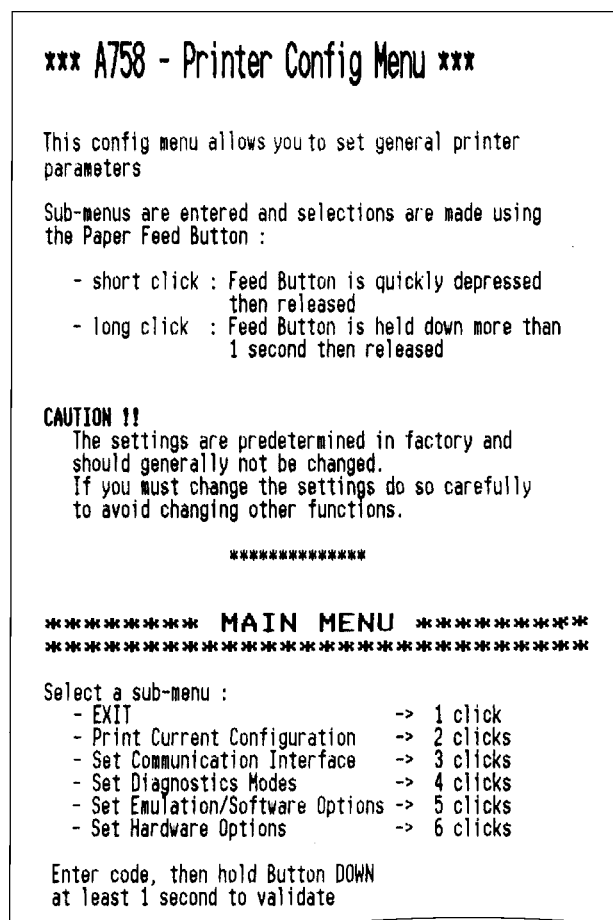 *** A758 - Printer Config Menu ***
This config menu allows you to set general printer
parameters
Sub-menus are entered and selections are made using
the Paper Feed Button :
- short click : Feed Button is quickly depressed
then released
- long click : Feed Button is held down more than
1 second then released
CAUTION !!
The settings are predetermined in factory and
should generally not be changed.
If you must change the settings do so carefully
to avoid changing other functions.
**************
******** MAIN MENU *********
****************************
Select a sub-menu :
- EXIT -> 1 click
- Print Current Configuration -> 2 clicks
- Set Communication Interface -> 3 clicks
- Set Diagnostics Modes -> 4 clicks
- Set Emulation/Software Options -> 5 clicks
- Set Hardware Options -> 6 clicks
Enter code, then hold Button DOWN
at least 1 second to validate